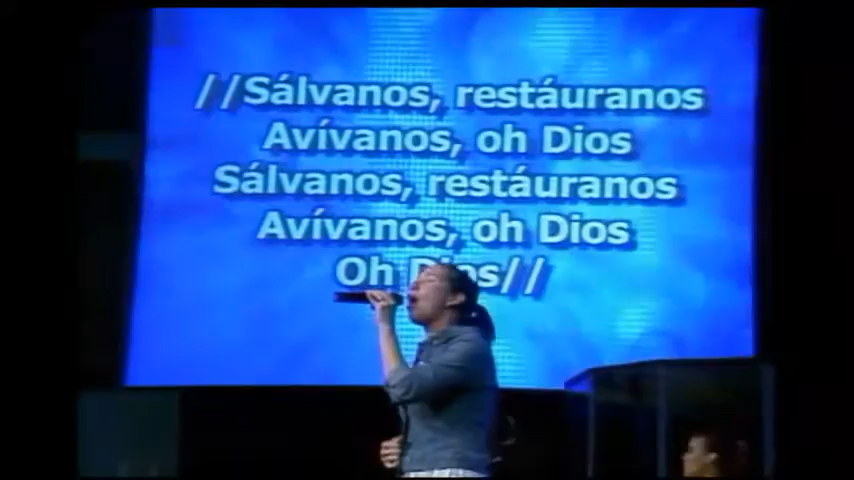 //Sálvanos, restáuranos
Avívanos, oh Dios
Sálvanos, restáuranos
Avívanos, oh Dios
Oh Dios//